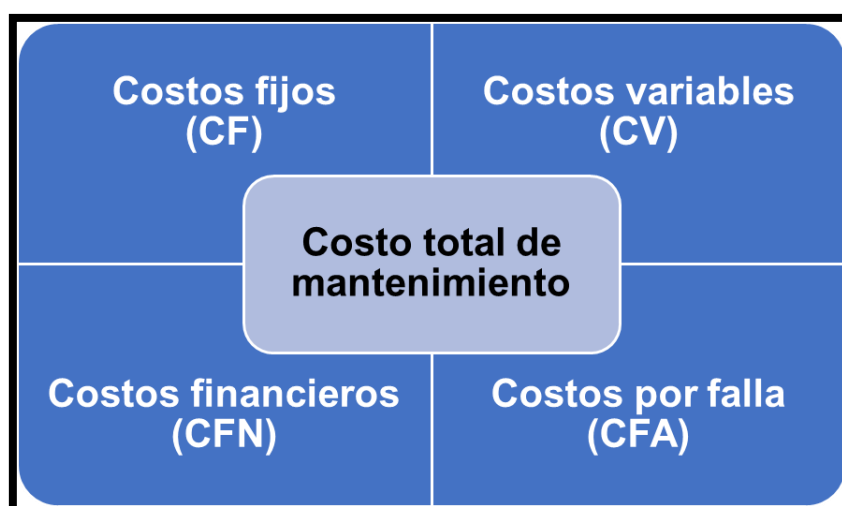 Costos fijos
(CF)
Costos variables
(CV)
Costo total de
mantenimiento
Costos financieros
(CFN)
Costos por falla
(CFA)